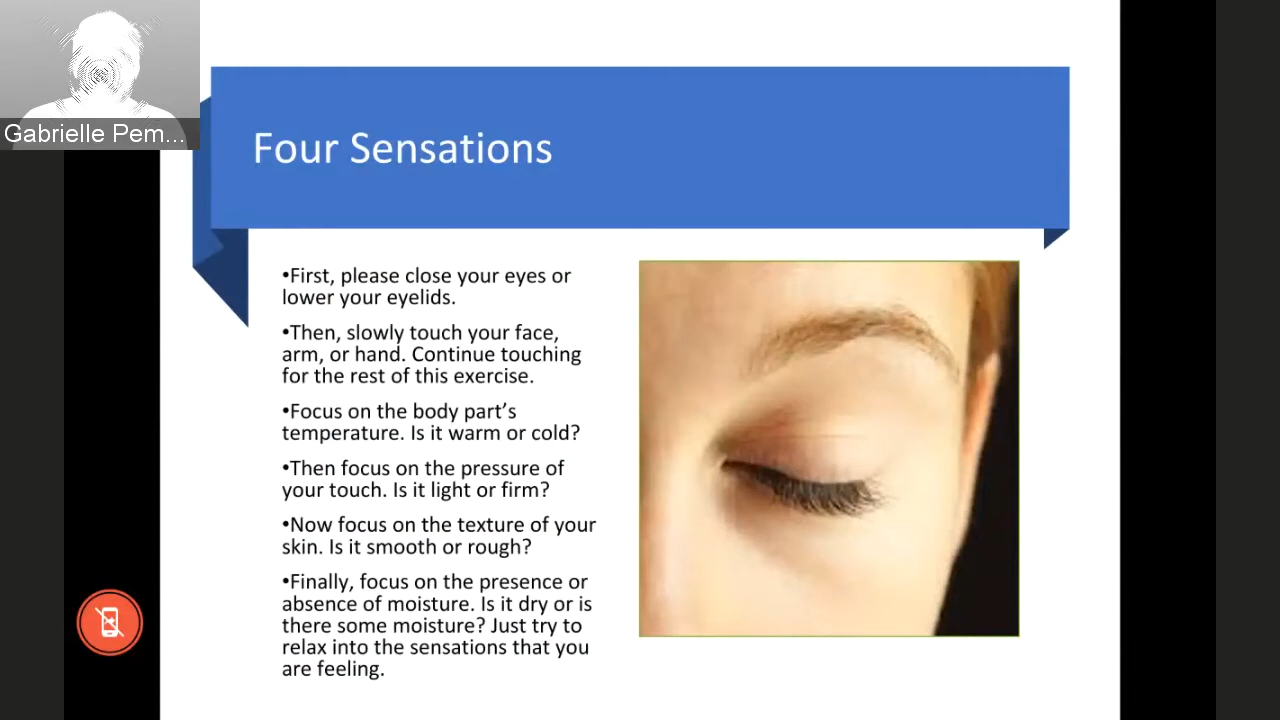 Gabrielle Pem...
Four Sensations
•First, please close your eyes or
lower your eyelids.
•Then, slowly touch your face,
arm, or hand. Continue touching
for the rest of this exercise.
•Focus on the body part’s
temperature. Is it warm or cold?
•Then focus on the pressure of
your touch. Is it light or firm?
•Now focus on the texture of your
skin. Is it smooth or rough?
•Finally, focus on the presence or
absence of moisture. Is it dry or is
there some moisture? Just try to
relax into the sensations that you
are feeling.